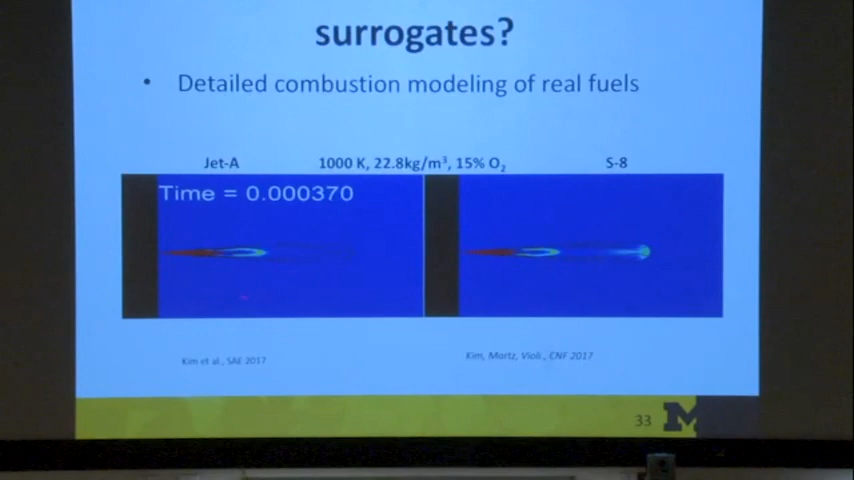 surrogates?
• Detailed combustion modeling of real fuels
Jet-A 1000 K, 22.8kg/m³, 15% O₂ S-8
Time = 0.000370
Kim et al., SAE 2017
Kim, Martz, Violi., CNF 2017
33 M